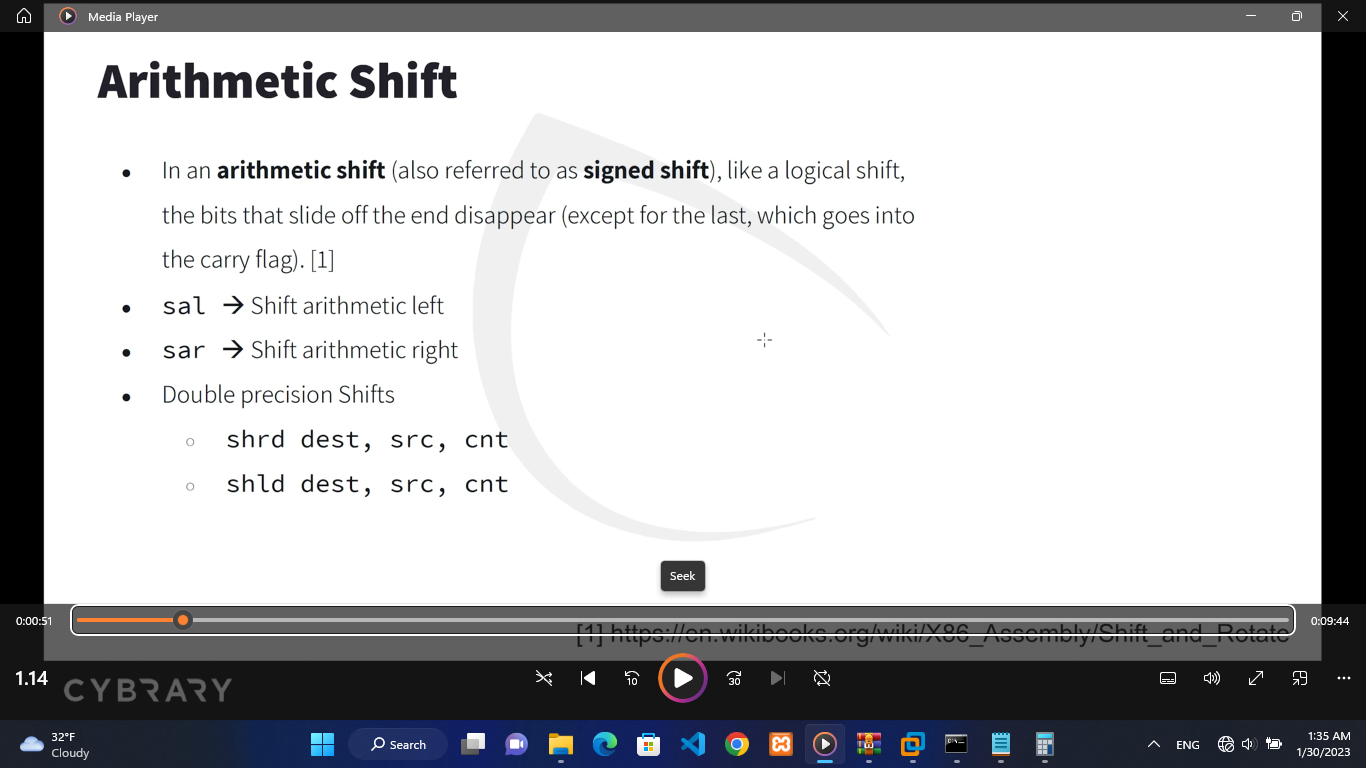 Media Player
Arithmetic Shift
In an arithmetic shift (also referred to as signed shift), like a logical shift,
the bits that slide off the end disappear (except for the last, which goes into
the carry flag). [1]
sal → Shift arithmetic left
sar → Shift arithmetic right
Double precision Shifts
shrd dest, src, cnt
shld dest, src, cnt
Seek
0:00:51
0:09:44
[1] https://en.wikibooks.org/wiki/X86_Assembly/Shift_and_Rotate
1.14
CYBRARY
10
30
32°F
Cloudy
Search
ENG
1:35 AM
1/30/2023